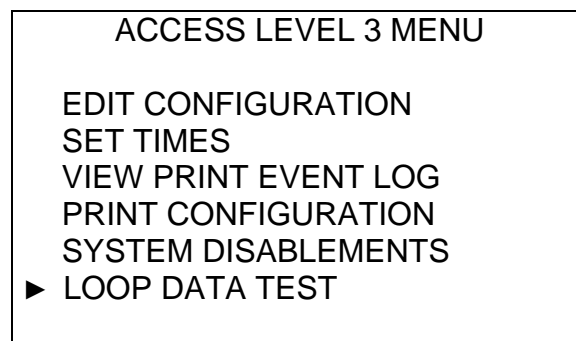 ACCESS LEVEL 3 MENU
EDIT CONFIGURATION
SET TIMES
VIEW PRINT EVENT LOG
PRINT CONFIGURATION
SYSTEM DISABLEMENTS
► LOOP DATA TEST